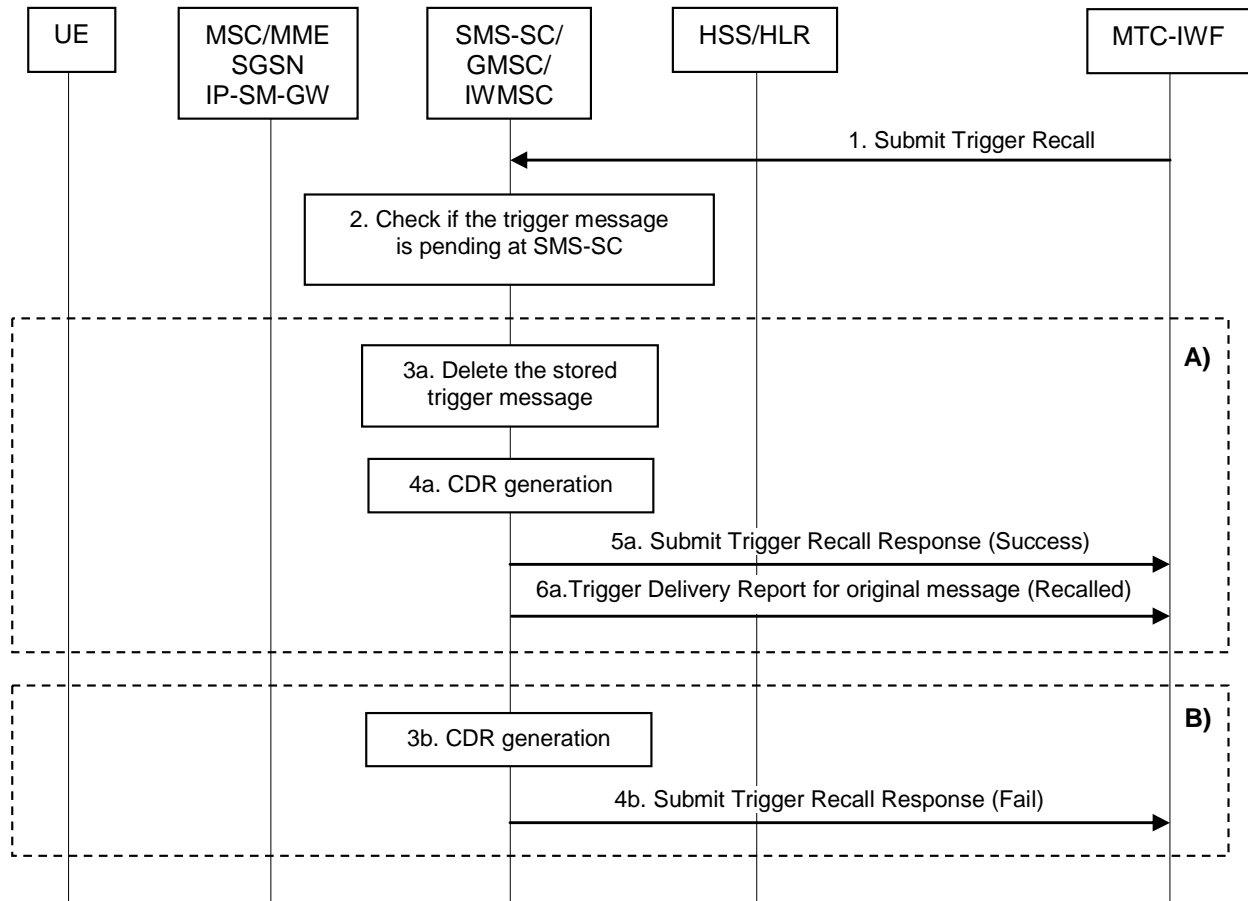 UE
MSC/MME
SGSN
IP-SM-GW
SMS-SC/
GMSC/
IWMSC
HSS/HLR
MTC-IWF
1. Submit Trigger Recall
2. Check if the trigger message
is pending at SMS-SC
A)
3a. Delete the stored
trigger message
4a. CDR generation
5a. Submit Trigger Recall Response (Success)
6a.Trigger Delivery Report for original message (Recalled)
B)
3b. CDR generation
4b. Submit Trigger Recall Response (Fail)